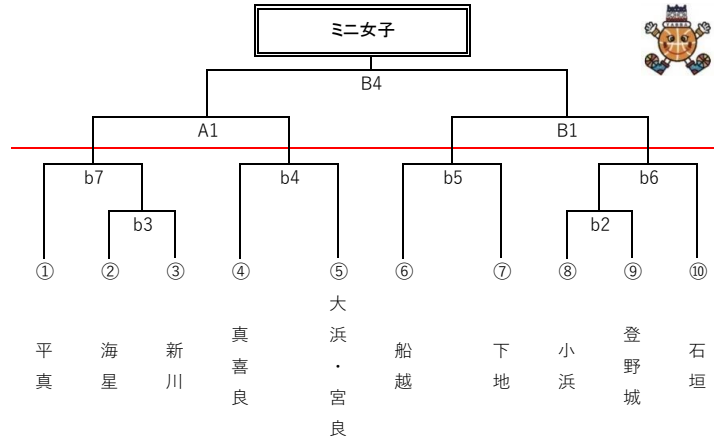 ミニ女子
B4
A1
B1
b7
b4
b5
b6
b3
b2
①
②
③
④
⑤
⑥
⑦
⑧
⑨
⑩
平真
海星
新川
真喜良
大浜・宮良
船越
下地
小浜
登野城
石垣